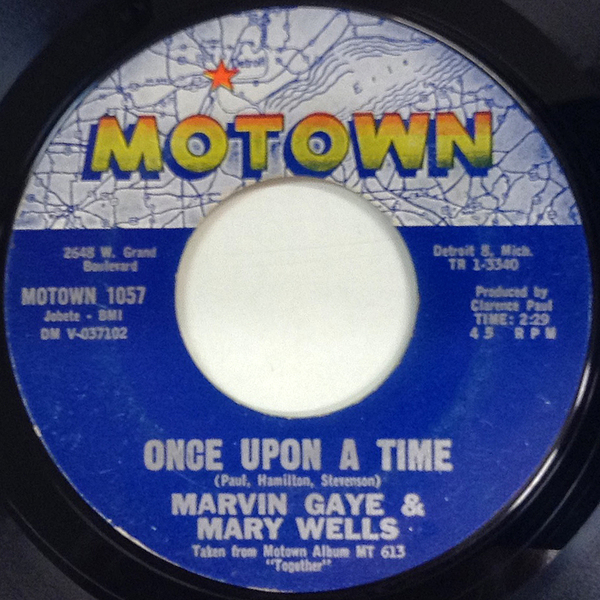 Detroit
Erie
MOTOWN
2648 W. Grand
Boulevard
Detroit 8, Mich.
TR 1-3340
MOTOWN 1057
Jobete - BMI
DM V-037102
Produced by
Clarence Paul
TIME: 2:29
45 RPM
ONCE UPON A TIME
(Paul, Hamilton, Stevenson)
MARVIN GAYE &
MARY WELLS
Taken from Motown Album MT 613
"Together"